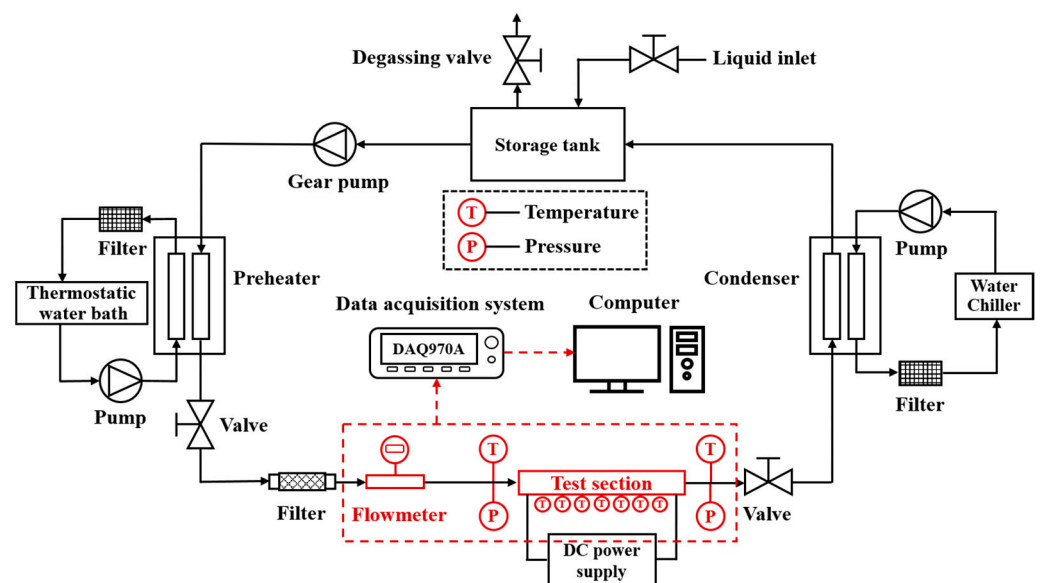 Degassing valve
Liquid inlet
Storage tank
Gear pump
T Temperature
P Pressure
Filter
Preheater
Thermostatic
water bath
Pump
Valve
Condenser
Pump
Water
Chiller
Filter
Data acquisition system
Computer
DAQ970A
T
T
Test section
T T T T T T T
P
P
Filter
Flowmeter
Valve
DC power
supply